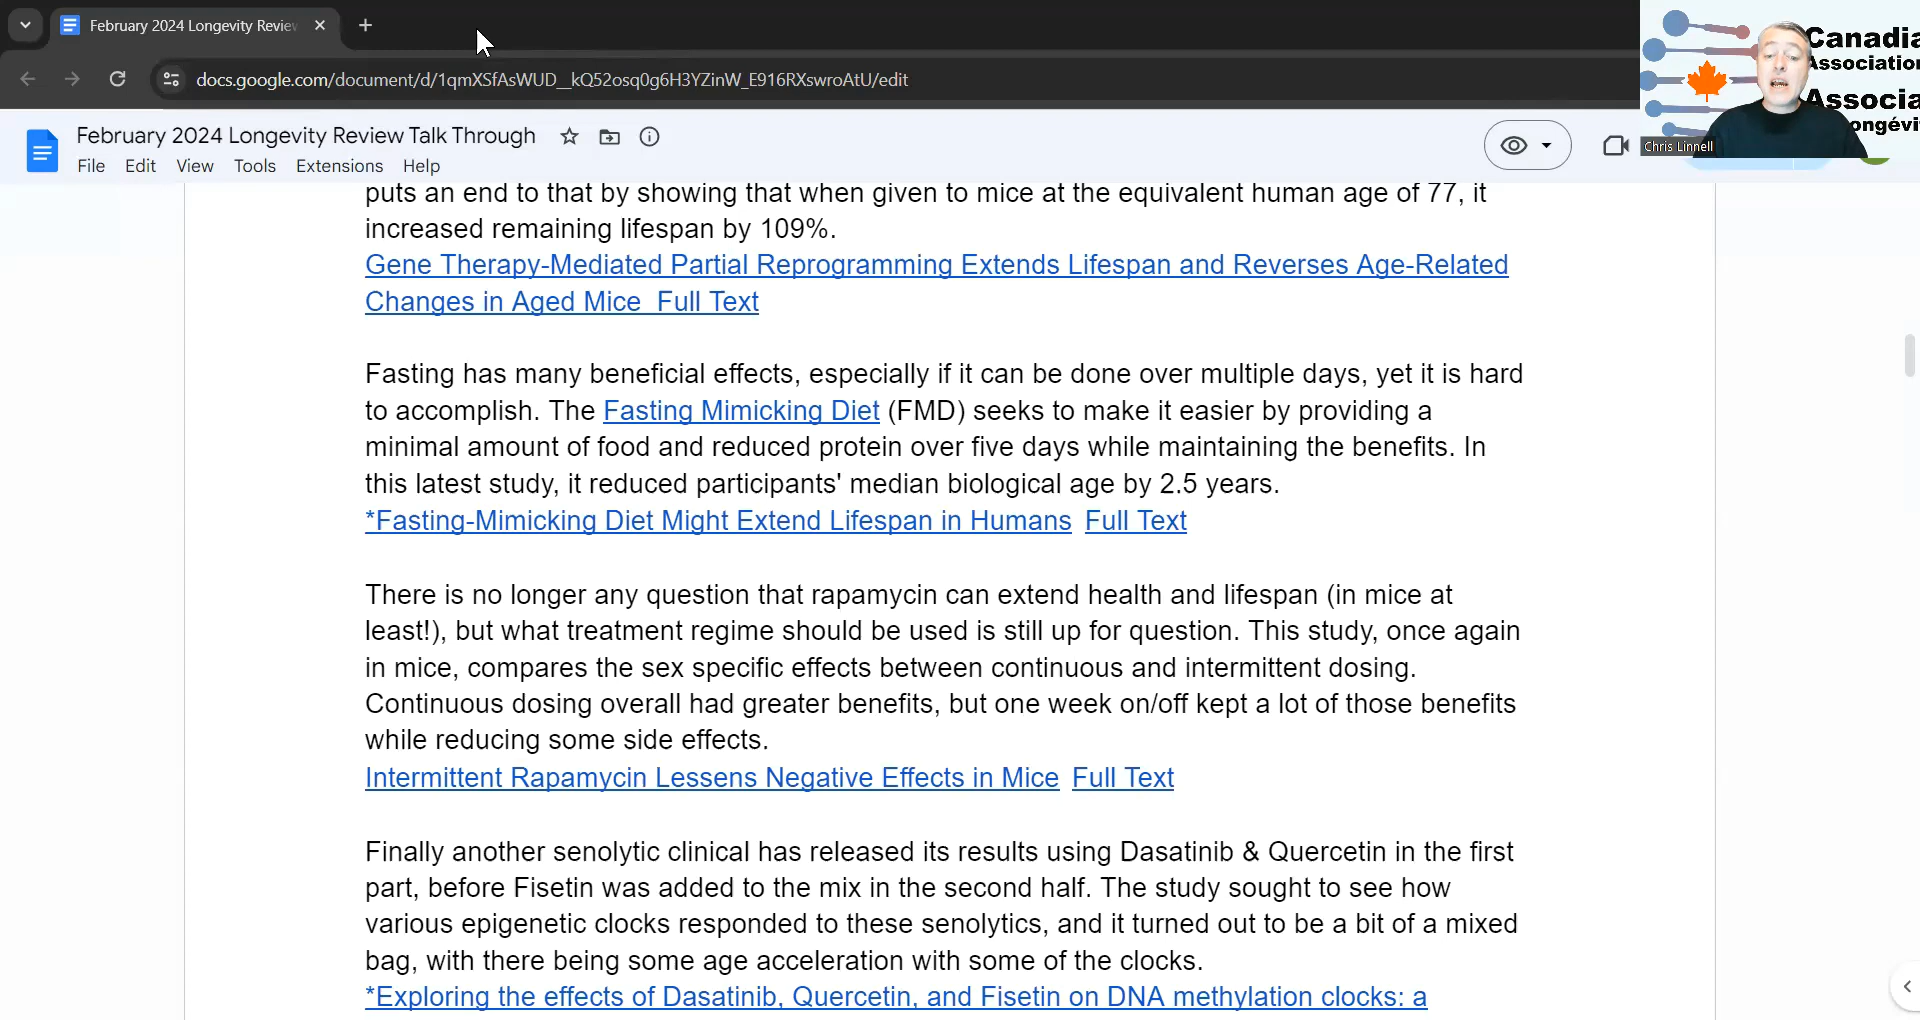 February 2024 Longevity Review
docs.google.com/document/d/1qmXSfAsWUD__kQ52osq0g6H3YZinW_E916RXswroAtU/edit
Canadia
Association
Associa
ongévi
Chris Linnell
February 2024 Longevity Review Talk Through
File Edit View Tools Extensions Help
puts an end to that by showing that when given to mice at the equivalent human age of 77, it
increased remaining lifespan by 109%.
Gene Therapy-Mediated Partial Reprogramming Extends Lifespan and Reverses Age-Related
Changes in Aged Mice Full Text
Fasting has many beneficial effects, especially if it can be done over multiple days, yet it is hard
to accomplish. The Fasting Mimicking Diet (FMD) seeks to make it easier by providing a
minimal amount of food and reduced protein over five days while maintaining the benefits. In
this latest study, it reduced participants' median biological age by 2.5 years.
*Fasting-Mimicking Diet Might Extend Lifespan in Humans Full Text
There is no longer any question that rapamycin can extend health and lifespan (in mice at
least!), but what treatment regime should be used is still up for question. This study, once again
in mice, compares the sex specific effects between continuous and intermittent dosing.
Continuous dosing overall had greater benefits, but one week on/off kept a lot of those benefits
while reducing some side effects.
Intermittent Rapamycin Lessens Negative Effects in Mice Full Text
Finally another senolytic clinical has released its results using Dasatinib & Quercetin in the first
part, before Fisetin was added to the mix in the second half. The study sought to see how
various epigenetic clocks responded to these senolytics, and it turned out to be a bit of a mixed
bag, with there being some age acceleration with some of the clocks.
*Exploring the effects of Dasatinib, Quercetin, and Fisetin on DNA methylation clocks: a